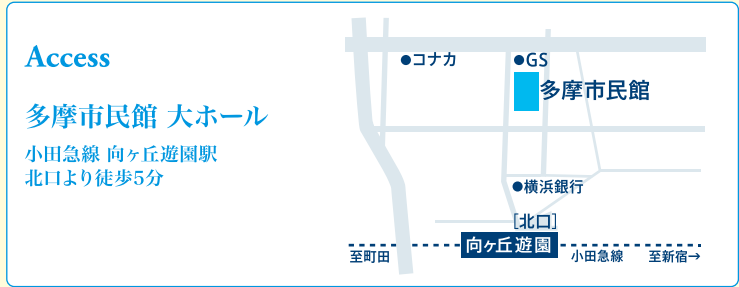 Access
多摩市民館 大ホール
小田急線 向ヶ丘遊園駅
北口より徒歩5分
●コナカ
●GS
多摩市民館
●横浜銀行
[北口]
向ヶ丘遊園
至町田
小田急線
至新宿→